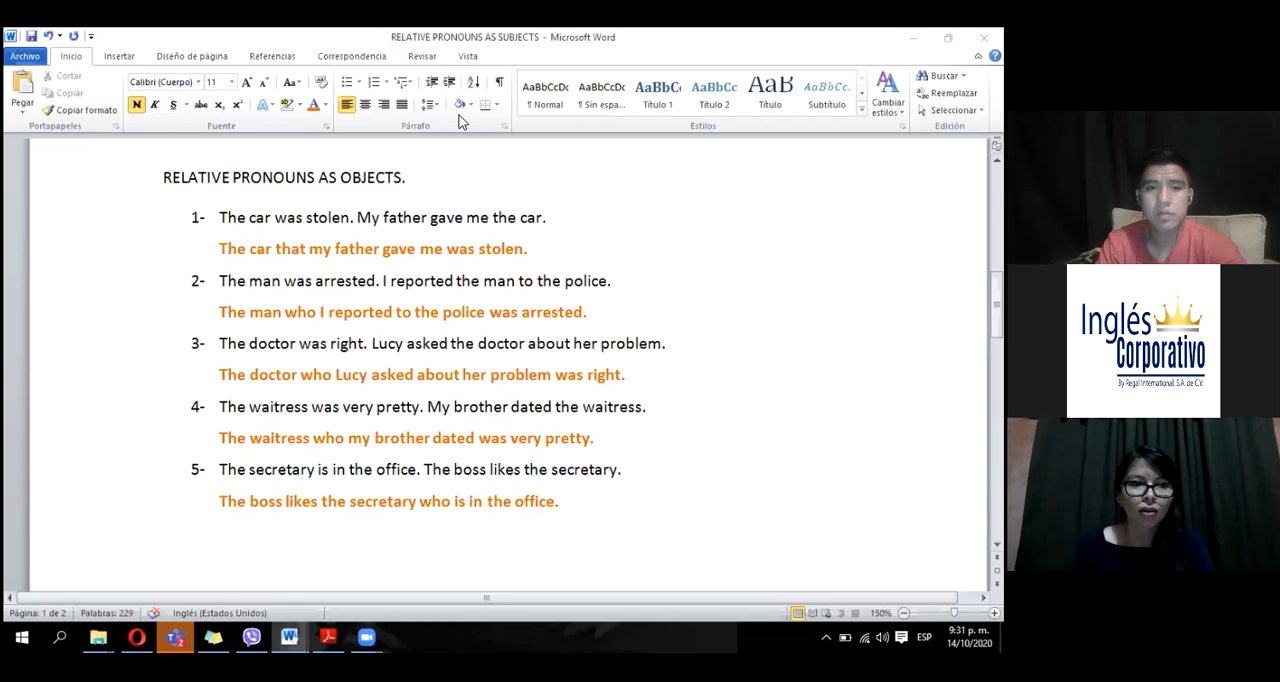 RELATIVE PRONOUNS AS SUBJECTS - Microsoft Word
Archivo Inicio Insertar Diseño de página Referencias Correspondencia Revisar Vista
Pegar
Cortar
Copiar
Copiar formato
Portapapeles
Calibri (Cuerpo) 11
Fuente
Párrafo
AaBbCcDc AaBbCcDc AaBbC AaBbCc AaB AaBbCc.
¶ Normal ¶ Sin espa... Título 1 Título 2 Título Subtítulo
Estilos
Cambiar estilos
Buscar
Reemplazar
Seleccionar
Edición
RELATIVE PRONOUNS AS OBJECTS.
1- The car was stolen. My father gave me the car.
The car that my father gave me was stolen.
2- The man was arrested. I reported the man to the police.
The man who I reported to the police was arrested.
3- The doctor was right. Lucy asked the doctor about her problem.
The doctor who Lucy asked about her problem was right.
4- The waitress was very pretty. My brother dated the waitress.
The waitress who my brother dated was very pretty.
5- The secretary is in the office. The boss likes the secretary.
The boss likes the secretary who is in the office.
Página: 1 de 2 Palabras: 229 Inglés (Estados Unidos) 150%
ESP 9:31 p. m.
14/10/2020
Inglés
Corporativo
By Regal International, S.A. de C.V.